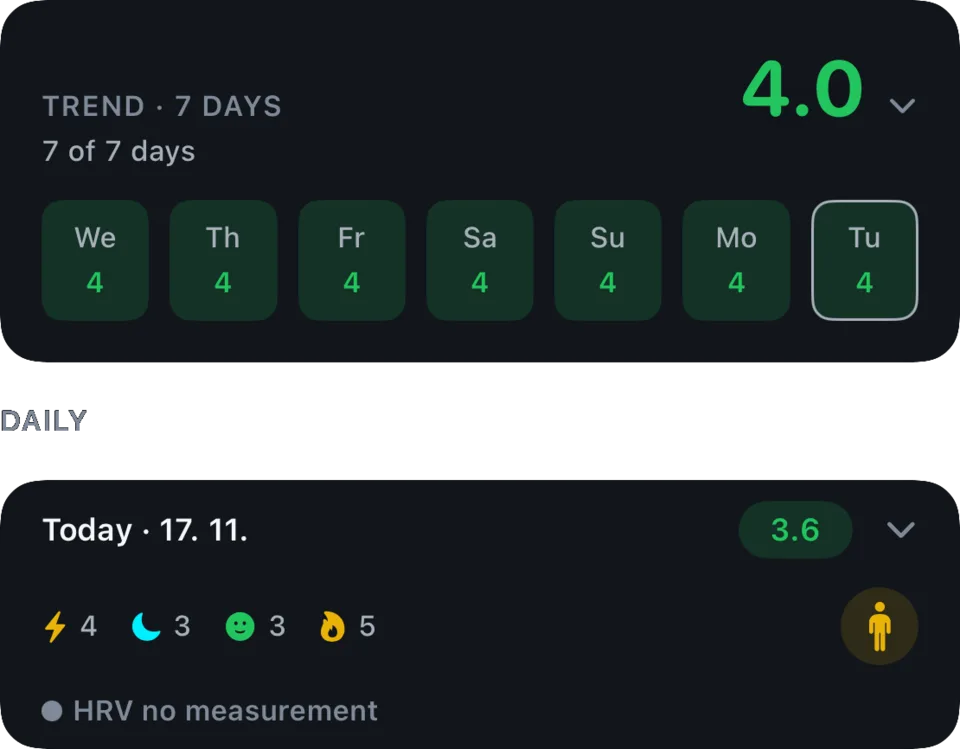 4.0
TREND · 7 DAYS
7 of 7 days
We Th Fr Sa Su Mo Tu
4 4 4 4 4 4 4
DAILY
Today · 17. 11. 3.6
4 3 3 5
HRV no measurement